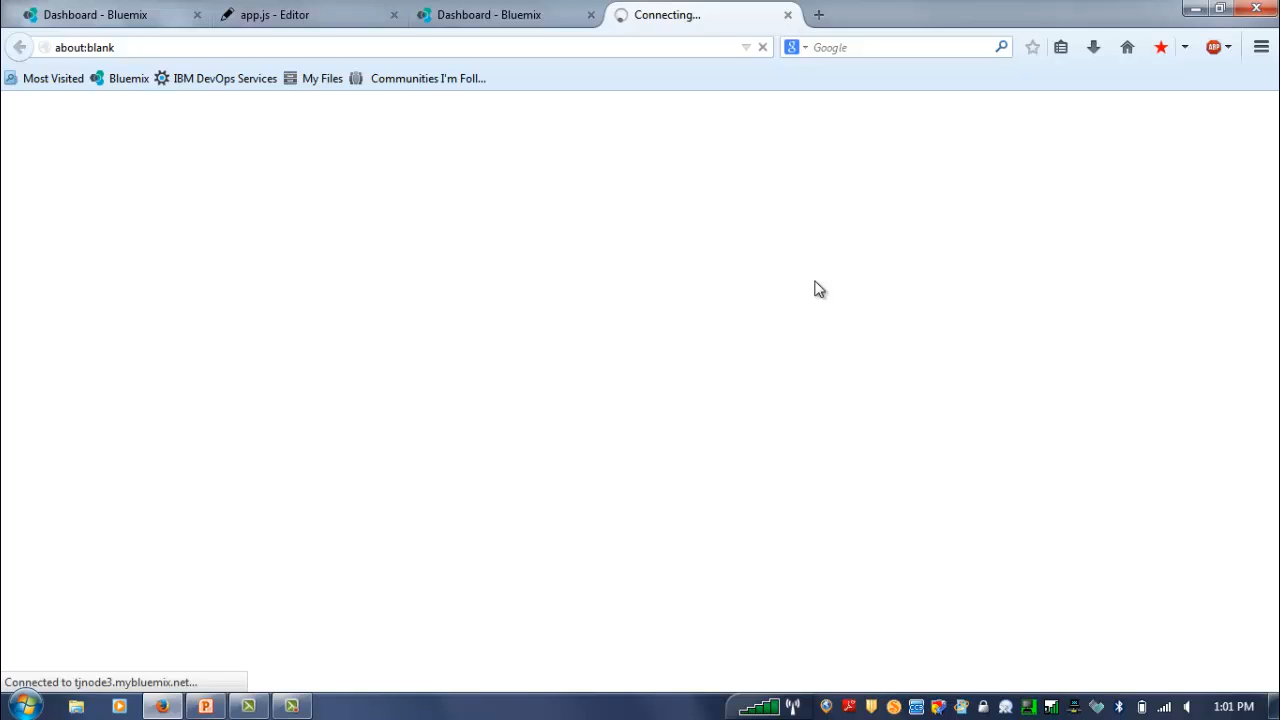 Dashboard - Bluemix
app.js - Editor
Dashboard - Bluemix
Connecting...
about:blank
Google
ABP
Most Visited
Bluemix
IBM DevOps Services
My Files
Communities I'm Foll...
Connected to tjnode3.mybluemix.net...
1:01 PM